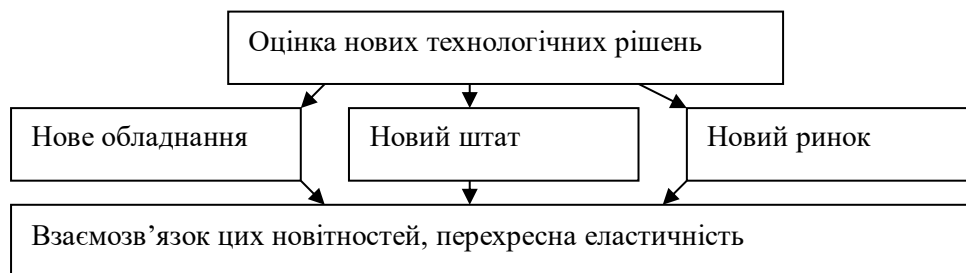 Оцінка нових технологічних рішень
Нове обладнання
Новий штат
Новий ринок
Взаємозв’язок цих новітностей, перехресна еластичність